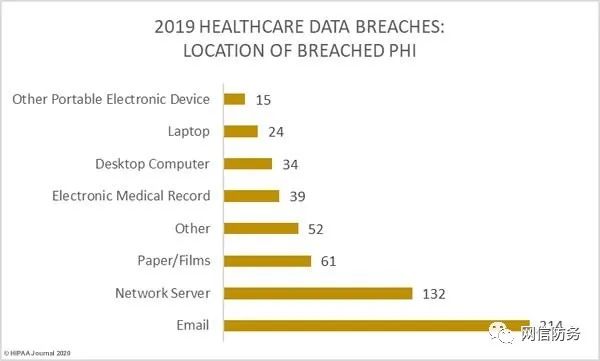 2019 HEALTHCARE DATA BREACHES:
LOCATION OF BREACHED PHI
Other Portable Electronic Device 15
Laptop 24
Desktop Computer 34
Electronic Medical Record 39
Other 52
Paper/Films 61
Network Server 132
Email
网信防务
© HIPAA Journal 2020